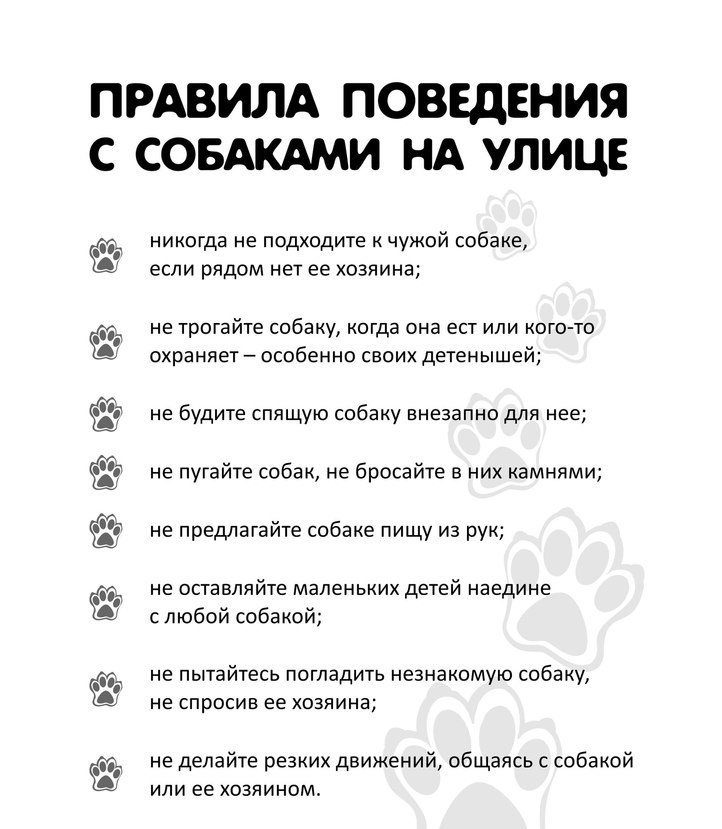 ПРАВИЛА ПОВЕДЕНИЯ
С СОБАКАМИ НА УЛИЦЕ
никогда не подходите к чужой собаке,
если рядом нет ее хозяина;
не трогайте собаку, когда она ест или кого-то
охраняет – особенно своих детенышей;
не будите спящую собаку внезапно для нее;
не пугайте собак, не бросайте в них камнями;
не предлагайте собаке пищу из рук;
не оставляйте маленьких детей наедине
с любой собакой;
не пытайтесь погладить незнакомую собаку,
не спросив ее хозяина;
не делайте резких движений, общаясь с собакой
или ее хозяином.